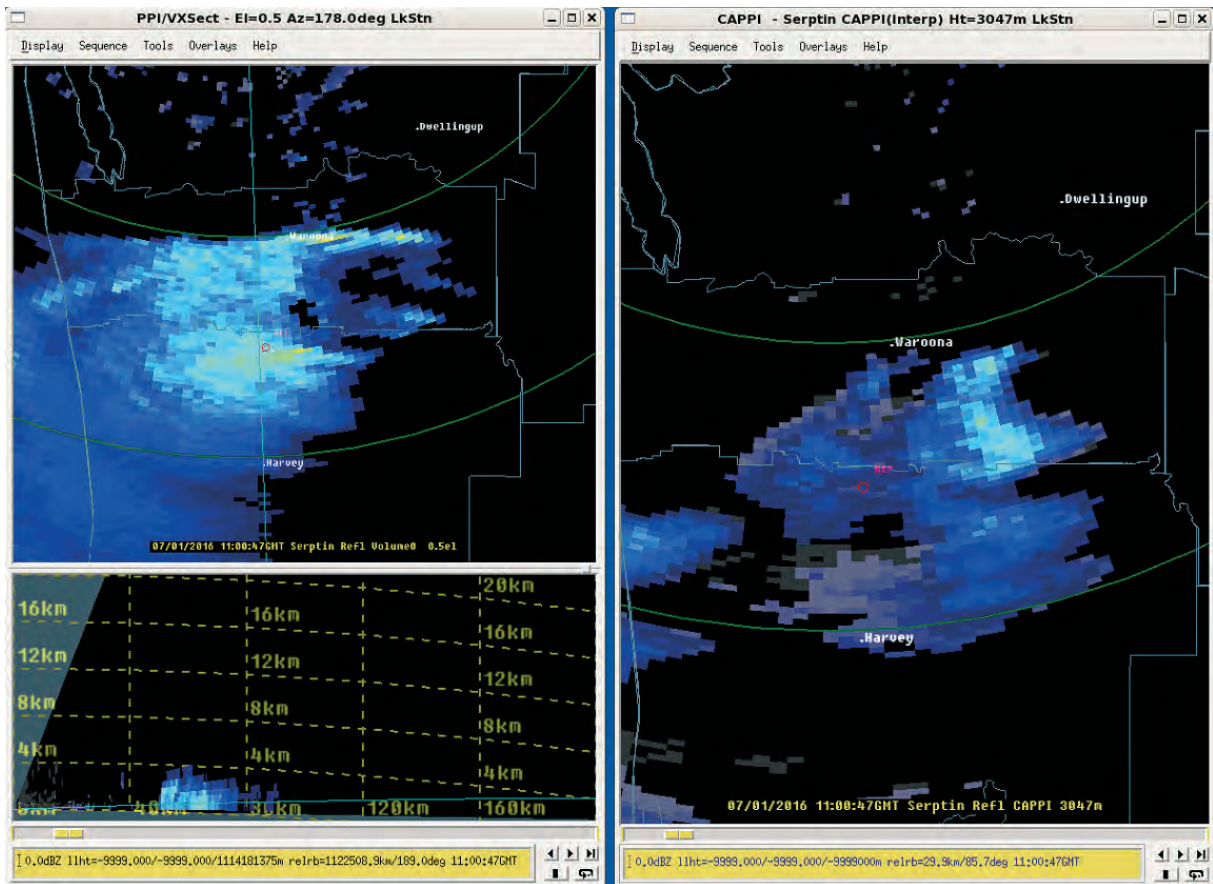 PPI/VXSect - El=0.5 Az=178.0deg LkStn
Display Sequence Tools Overlays Help
.Dwellingup
Waroona
.Harvey
07/01/2016 11:00:47GMT Serptin Refl Volume0 0.5el
20km
16km
16km
16km
12km
12km
12km
8km
8km
8km
4km
4km
4km
120km
160km
0.0dBZ llht=-9999.000/-9999.000/1114181375m relrb=1122508.9km/189.0deg 11:00:47GMT
CAPPI - Serptin CAPPI(Interp) Ht=3047m LkStn
Display Sequence Tools Overlays Help
.Dwellingup
.Waroona
.Harvey
07/01/2016 11:00:47GMT Serptin Refl CAPPI 3047m
0.0dBZ llht=-9999.000/-9999.000/-9999000m relrb=29.9km/85.7deg 11:00:47GMT